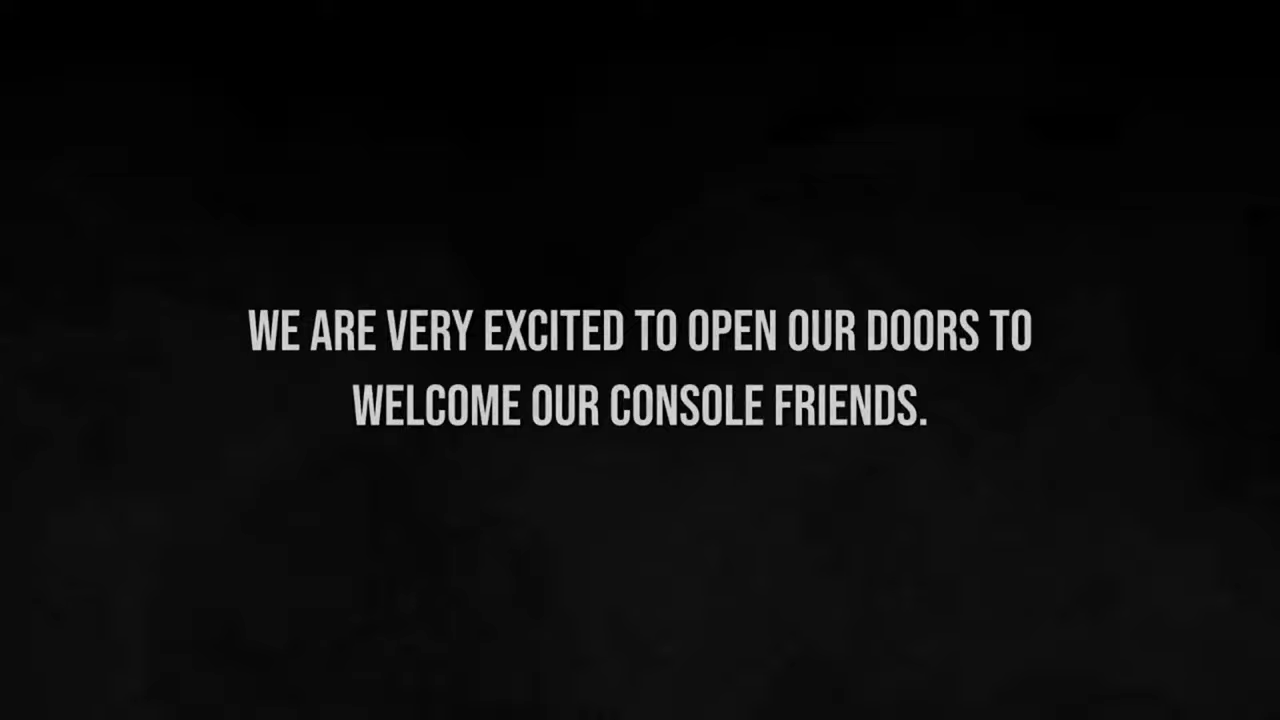 WE ARE VERY EXCITED TO OPEN OUR DOORS TO
WELCOME OUR CONSOLE FRIENDS.